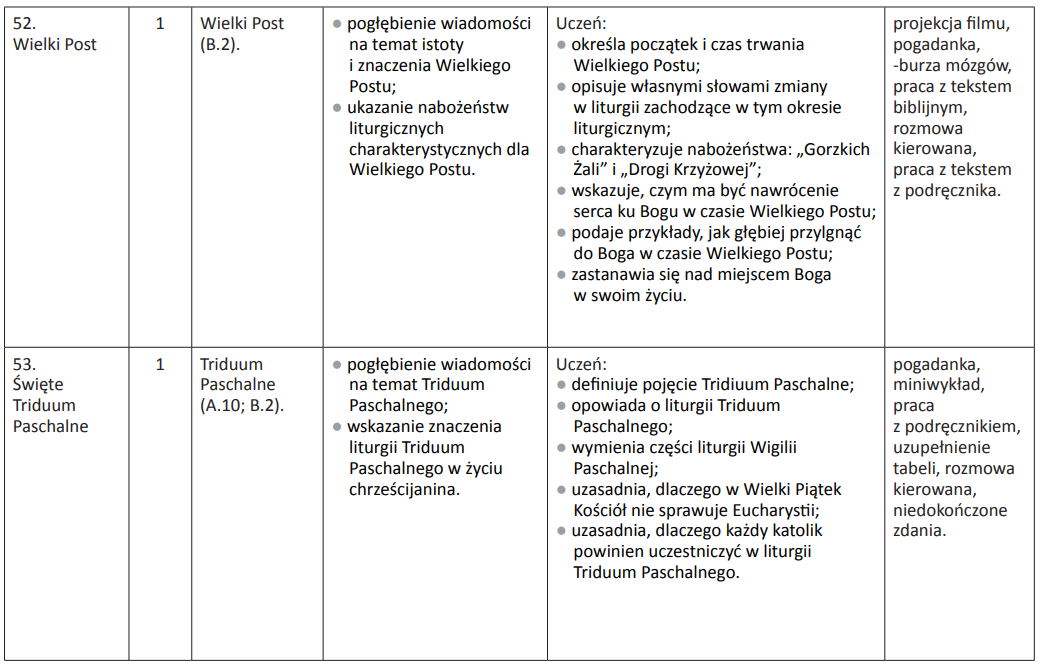 52.
Wielki Post
1
Wielki Post
(B.2).
● pogłębienie wiadomości
na temat istoty
i znaczenia Wielkiego
Postu;
● ukazanie nabożeństw
liturgicznych
charakterystycznych dla
Wielkiego Postu.
Uczeń:
● określa początek i czas trwania
Wielkiego Postu;
● opisuje własnymi słowami zmiany
w liturgii zachodzące w tym okresie
liturgicznym;
● charakteryzuje nabożeństwa: „Gorzkich
Żali” i „Drogi Krzyżowej”;
● wskazuje, czym ma być nawrócenie
serca ku Bogu w czasie Wielkiego Postu;
● podaje przykłady, jak głębiej przylgnąć
do Boga w czasie Wielkiego Postu;
● zastanawia się nad miejscem Boga
w swoim życiu.
projekcja filmu,
pogadanka,
-burza mózgów,
praca z tekstem
biblijnym,
rozmowa
kierowana,
praca z tekstem
z podręcznika.
53.
Święte
Triduum
Paschalne
1
Triduum
Paschalne
(A.10; B.2).
● pogłębienie wiadomości
na temat Triduum
Paschalnego;
● wskazanie znaczenia
liturgii Triduum
Paschalnego w życiu
chrześcijanina.
Uczeń:
● definiuje pojęcie Tridiuum Paschalne;
● opowiada o liturgii Triduum
Paschalnego;
● wymienia części liturgii Wigilii
Paschalnej;
● uzasadnia, dlaczego w Wielki Piątek
Kościół nie sprawuje Eucharystii;
● uzasadnia, dlaczego każdy katolik
powinien uczestniczyć w liturgii
Triduum Paschalnego.
pogadanka,
miniwykład,
praca
z podręcznikiem,
uzupełnienie
tabeli, rozmowa
kierowana,
niedokończone
zdania.